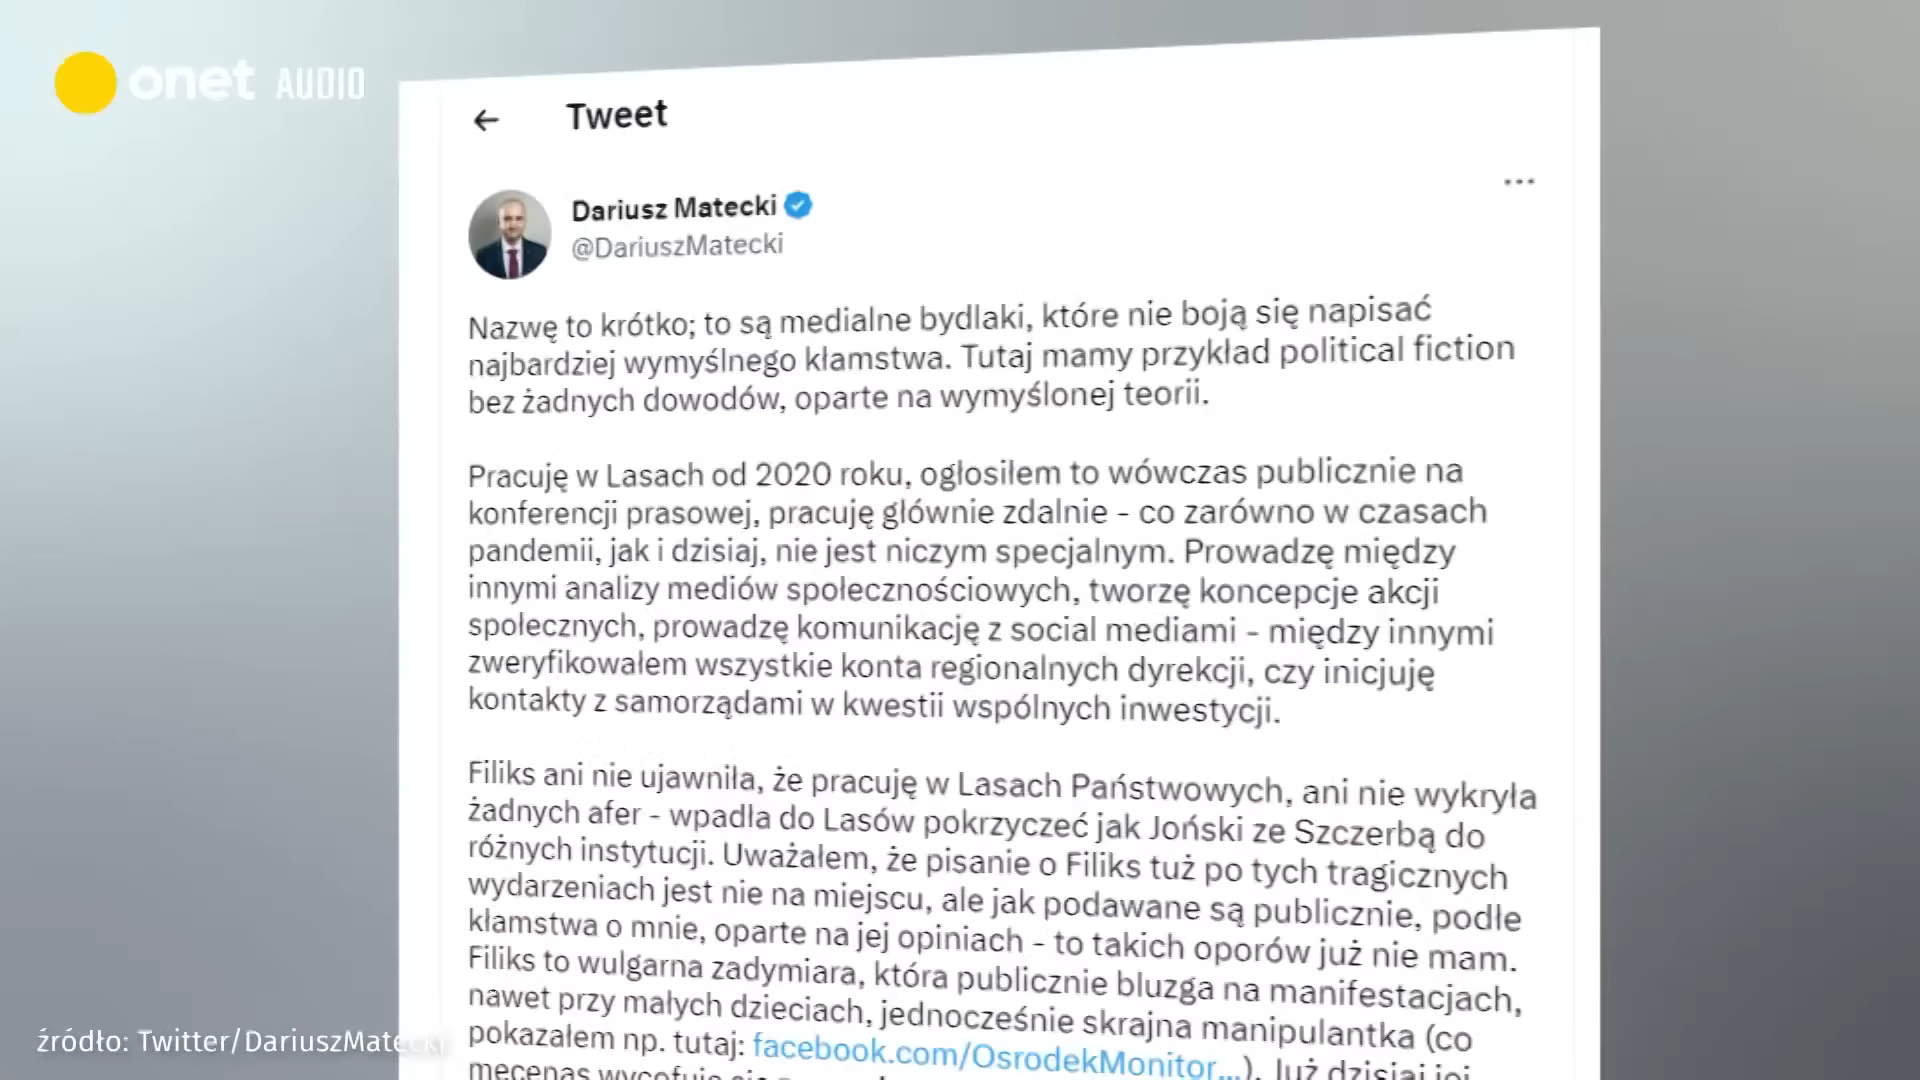 onet AUDIO
Tweet
Dariusz Matecki
@DariuszMatecki
Nazwę to krótko; to są medialne bydlaki, które nie boją się napisać
najbardziej wymyślnego kłamstwa. Tutaj mamy przykład political fiction
bez żadnych dowodów, oparte na wymyślonej teorii.
Pracuję w Lasach od 2020 roku, ogłosiłem to wówczas publicznie na
konferencji prasowej, pracuję głównie zdalnie - co zarówno w czasach
pandemii, jak i dzisiaj, nie jest niczym specjalnym. Prowadzę między
innymi analizy mediów społecznościowych, tworzę koncepcje akcji
społecznych, prowadzę komunikację z social mediami - między innymi
zweryfikowałem wszystkie konta regionalnych dyrekcji, czy inicjuję
kontakty z samorządami w kwestii wspólnych inwestycji.
Filiks ani nie ujawniła, że pracuję w Lasach Państwowych, ani nie wykryła
żadnych afer - wpadła do Lasów pokrzyczeć jak Joński ze Szczerbą do
różnych instytucji. Uważałem, że pisanie o Filiks tuż po tych tragicznych
wydarzeniach jest nie na miejscu, ale jak podawane są publicznie, podłe
kłamstwa o mnie, oparte na jej opiniach - to takich oporów już nie mam.
Filiks to wulgarna zadymiara, która publicznie bluzga na manifestacjach,
nawet przy małych dzieciach, jednocześnie skrajna manipulantka (co
pokazałem np. tutaj: facebook.com/OsrodekMonitor...). Już dzisiaj jej
mecenas wycofuje się
źródło: Twitter/DariuszMatecki